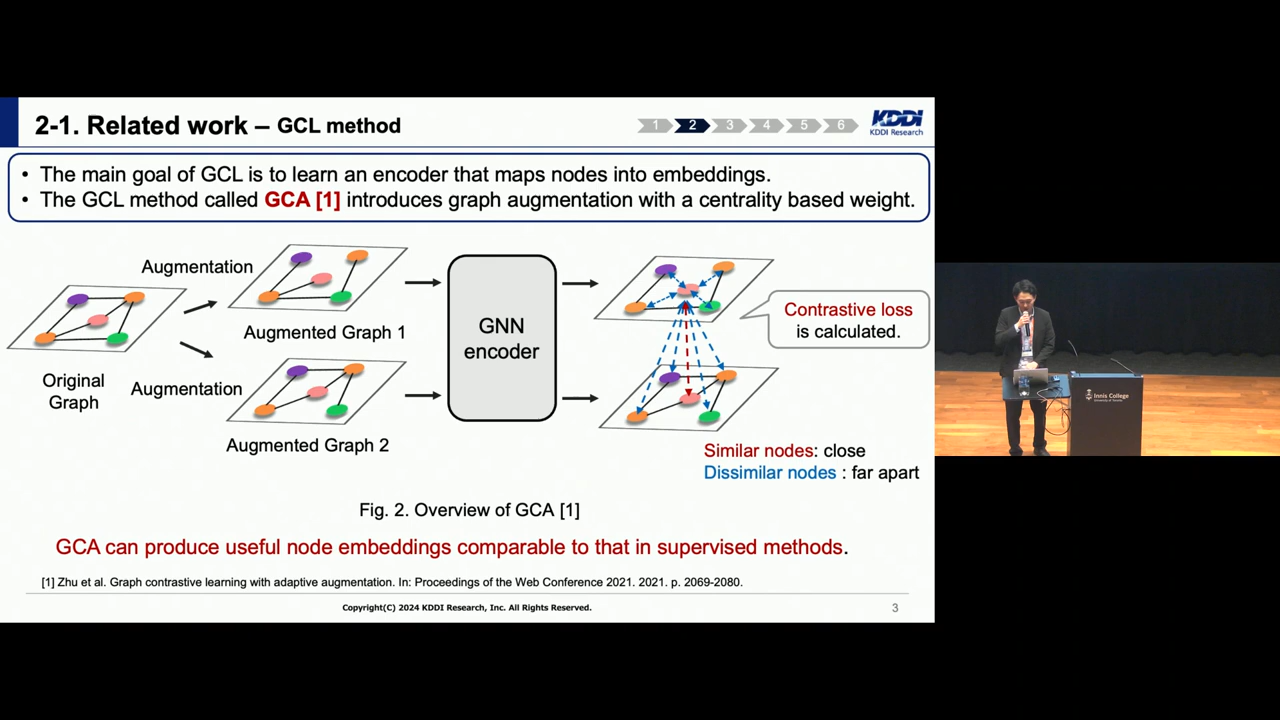 2-1. Related work – GCL method
1 2 3 4 5 6
KDDI
KDDI Research
• The main goal of GCL is to learn an encoder that maps nodes into embeddings.
• The GCL method called GCA [1] introduces graph augmentation with a centrality based weight.
Augmentation
Augmented Graph 1
Original
Graph
Augmentation
Augmented Graph 2
GNN
encoder
Contrastive loss
is calculated.
Similar nodes: close
Dissimilar nodes : far apart
Fig. 2. Overview of GCA [1]
GCA can produce useful node embeddings comparable to that in supervised methods.
[1] Zhu et al. Graph contrastive learning with adaptive augmentation. In: Proceedings of the Web Conference 2021. 2021. p. 2069-2080.
Copyright(C) 2024 KDDI Research, Inc. All Rights Reserved.
3
Innis College
University of Toronto